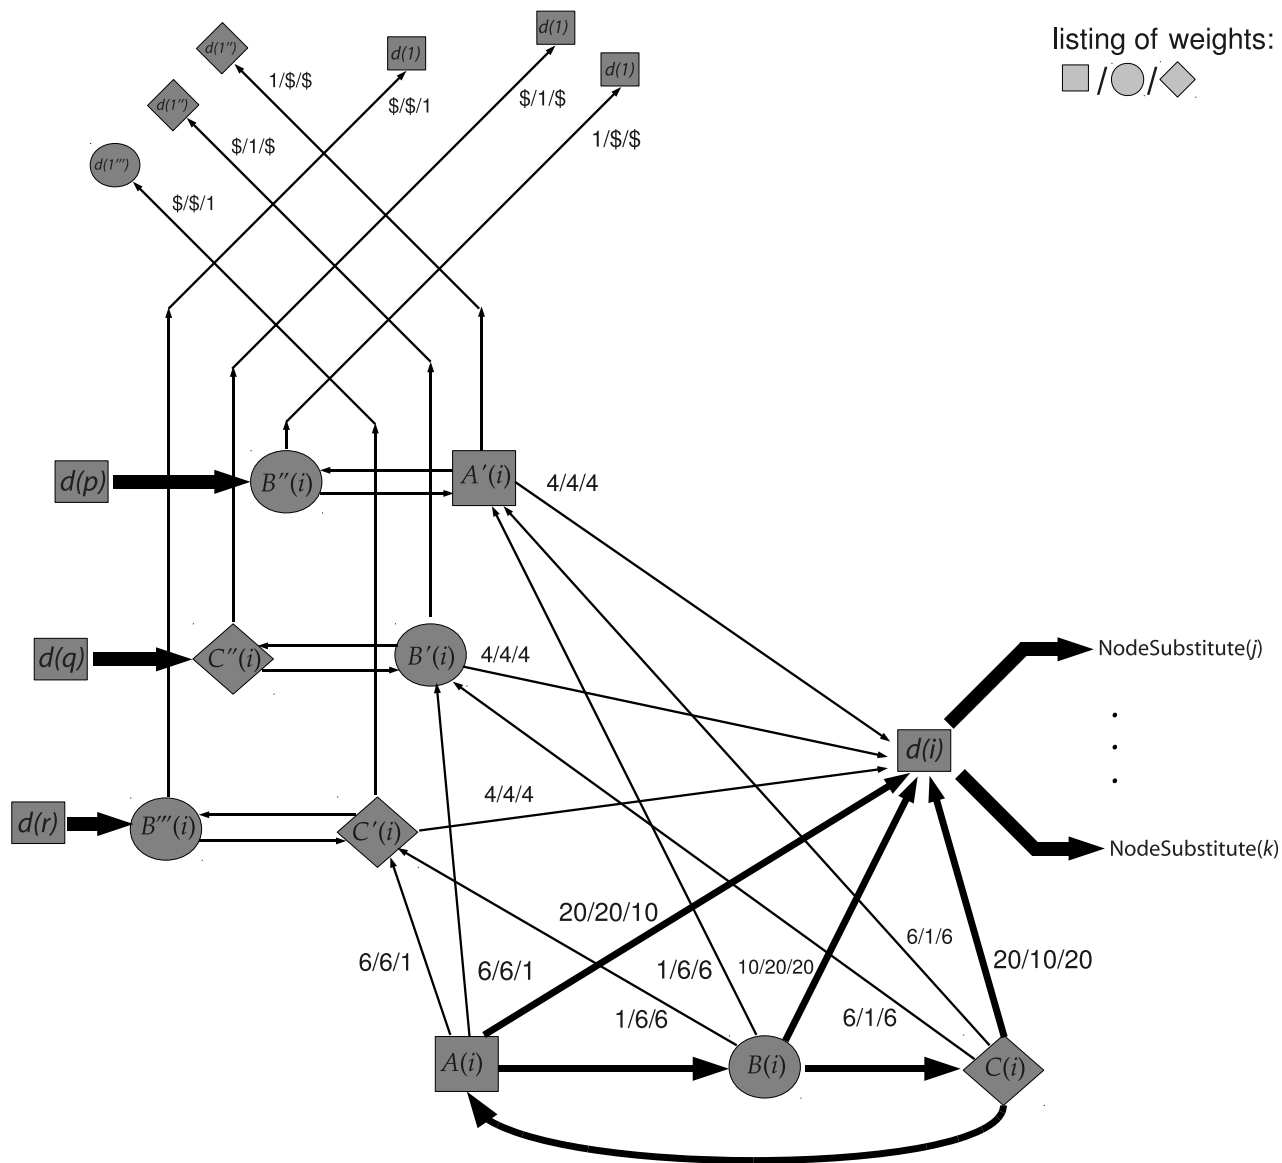 listing of weights:
/ /
d(1″)
d(1)
d(1)
d(1)
d(1″)
d(1‴)
1/$/$
$/$/1
$/1/$
1/$/$
$/1/$
$/$/1
d(p)
B″(i)
A′(i)
4/4/4
d(q)
C″(i)
B′(i)
4/4/4
NodeSubstitute(j)
.
.
.
d(i)
d(r)
B‴(i)
C′(i)
4/4/4
NodeSubstitute(k)
20/20/10
6/6/1
6/6/1
1/6/6
10/20/20
6/1/6
20/10/20
1/6/6
6/1/6
A(i)
B(i)
C(i)